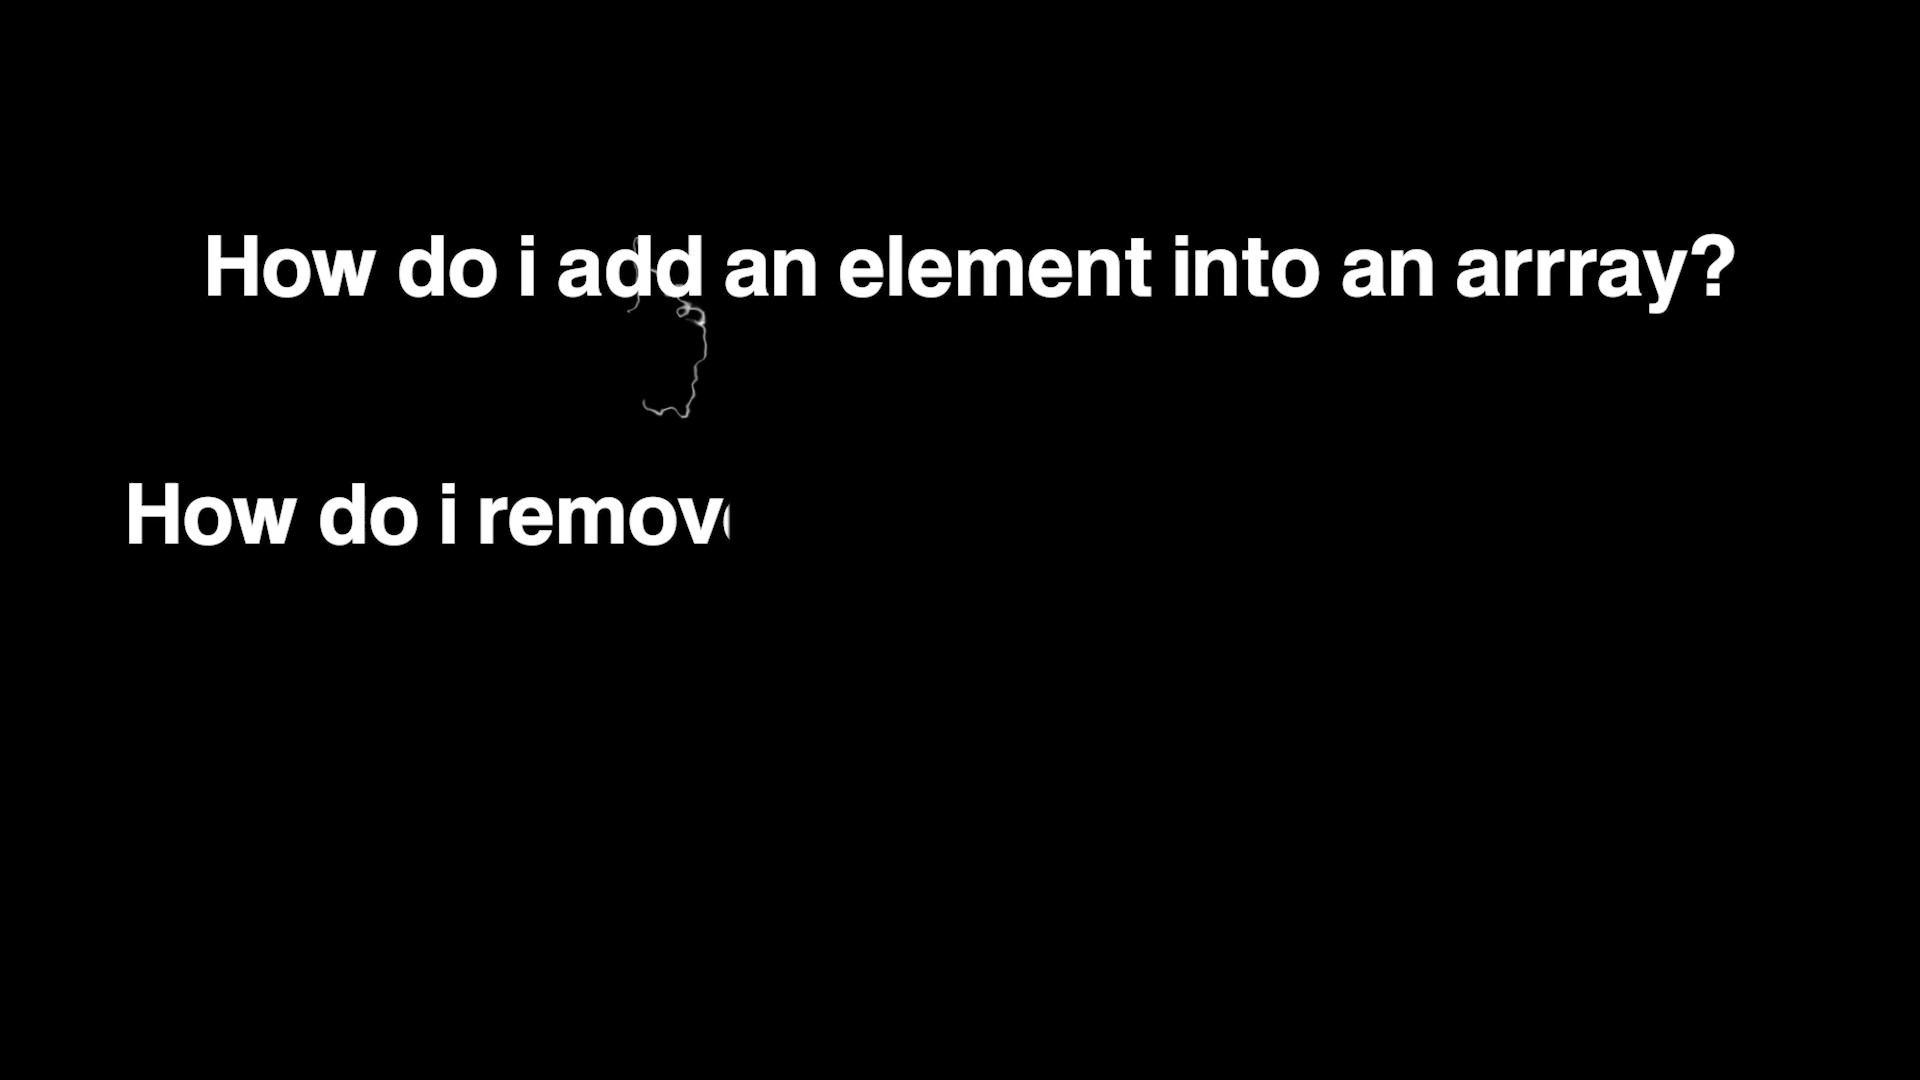 How do i add an element into an arrray?
How do i remov